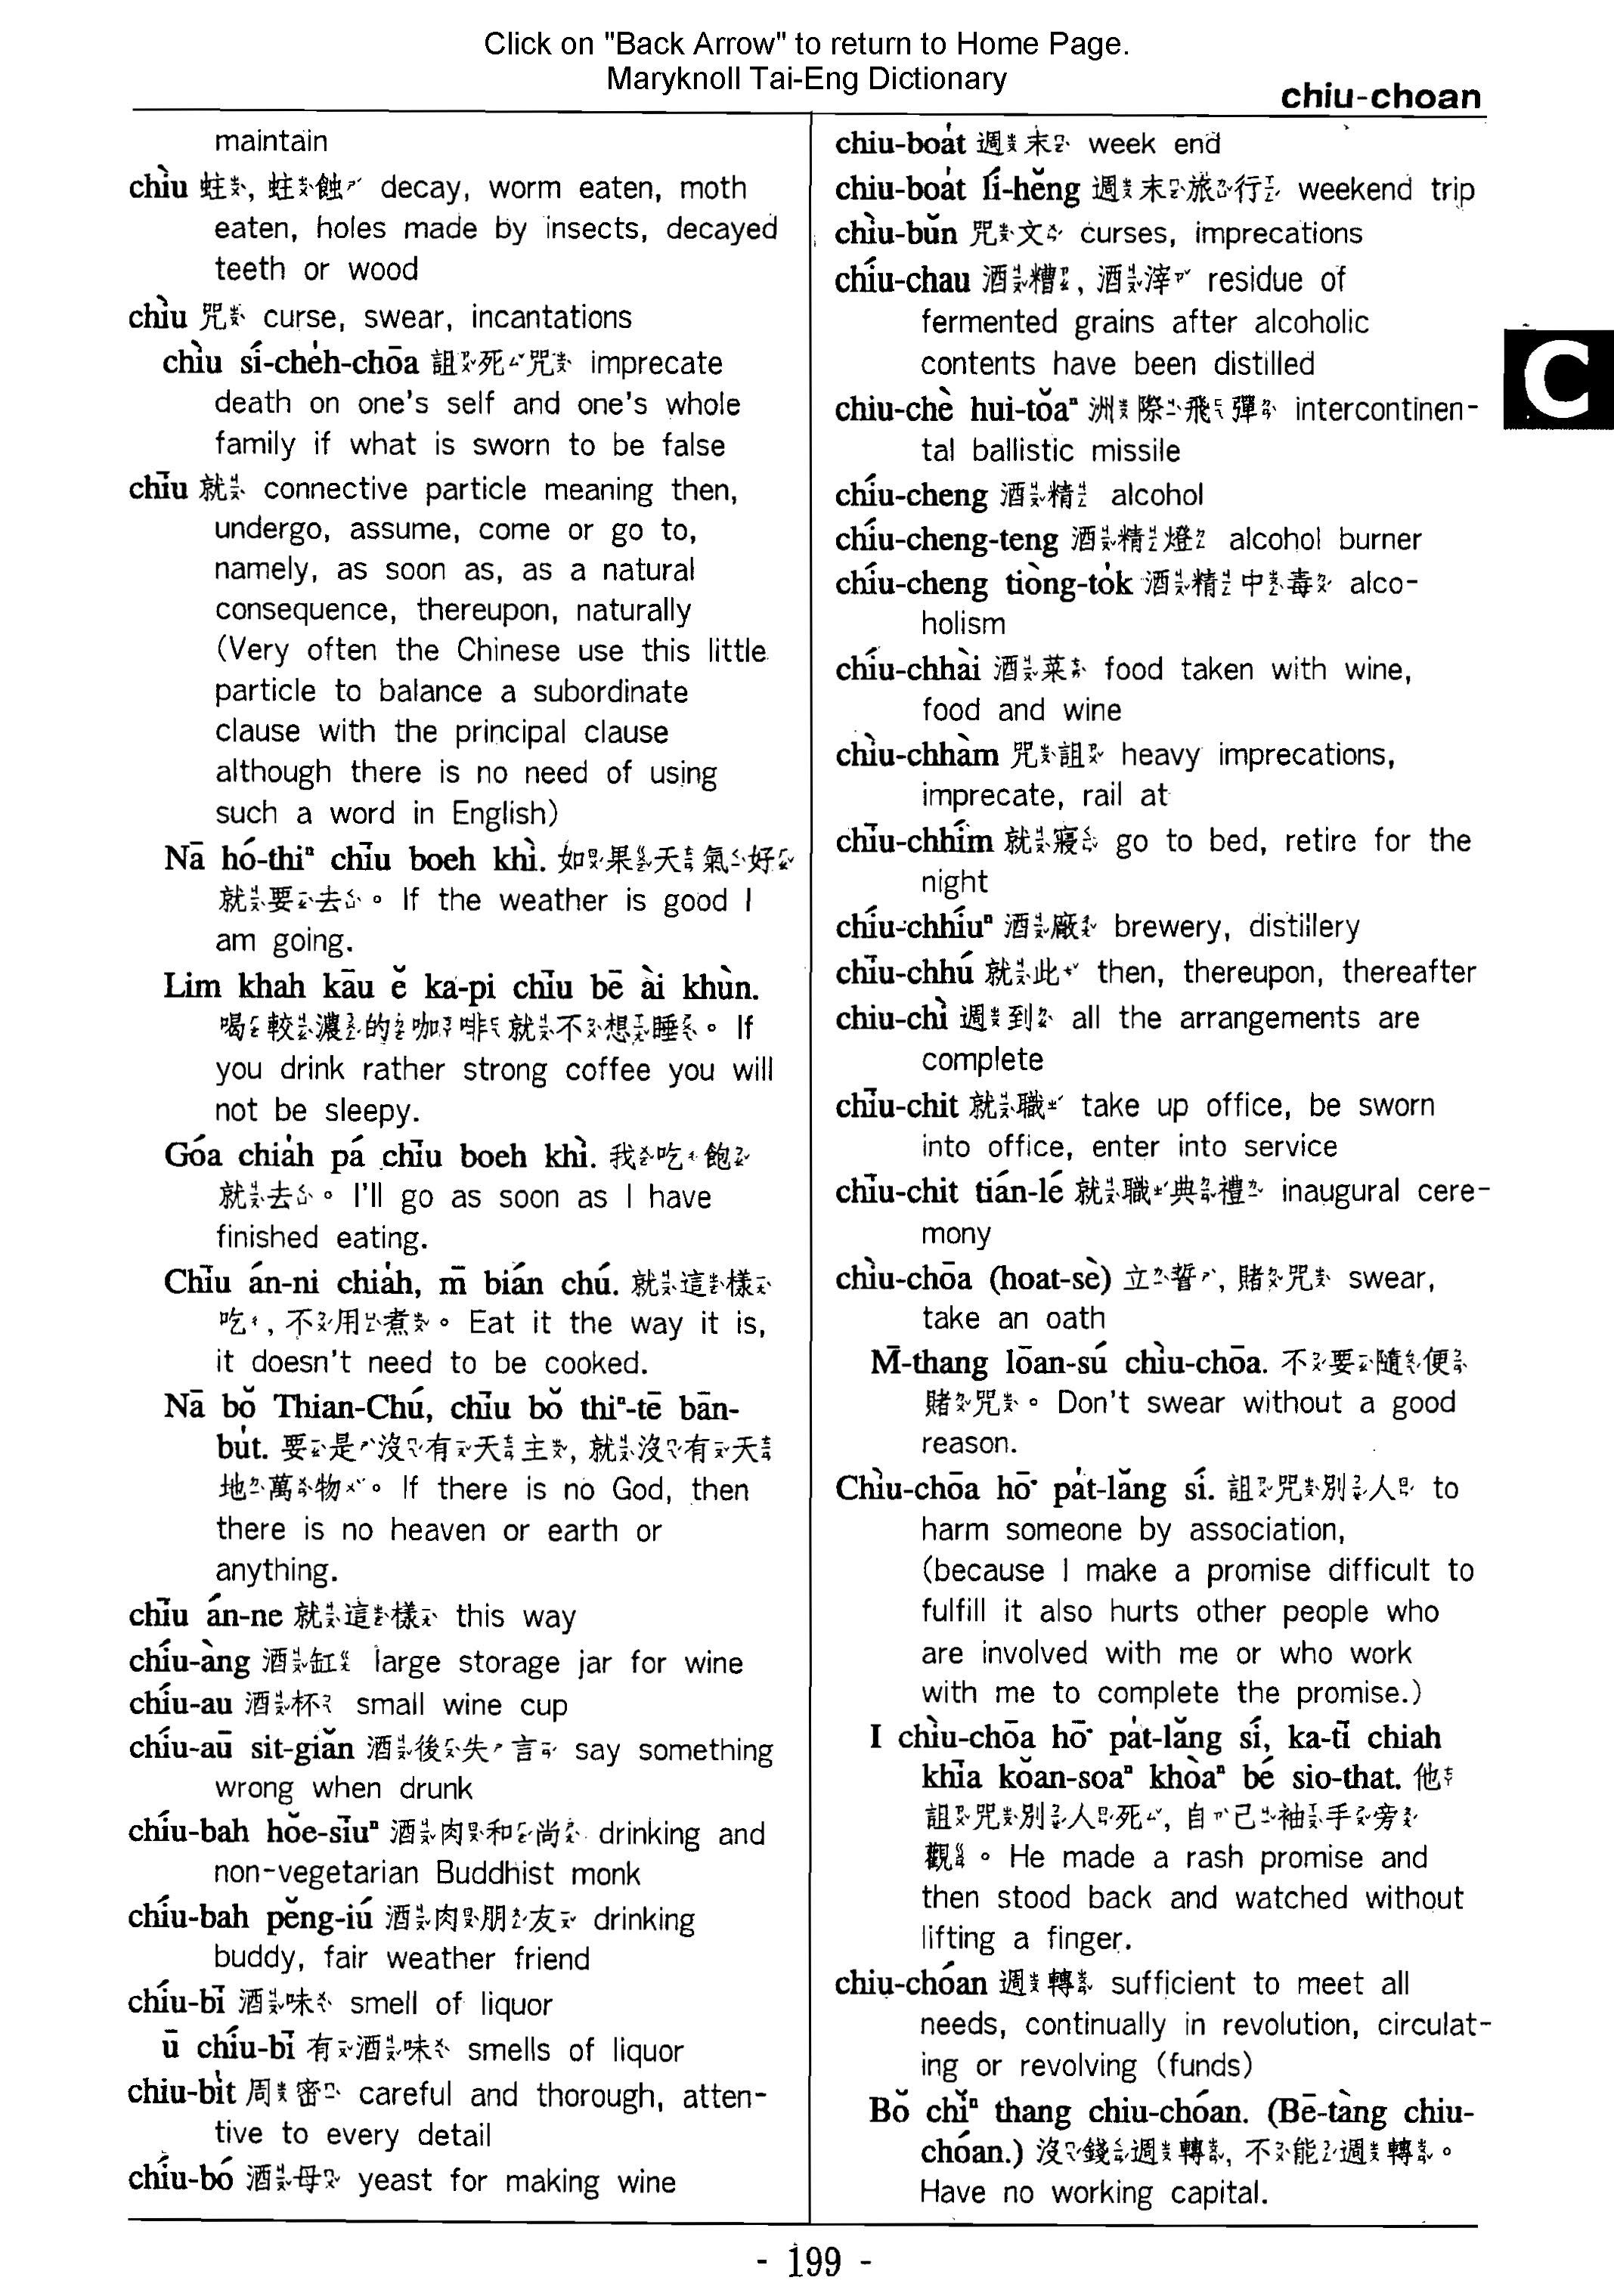 Click on "Back Arrow" to return to Home Page.
Maryknoll Tai-Eng Dictionary
chiu-choan
maintain
chìu 蛀, 蛀蝕 decay, worm eaten, moth
eaten, holes made by insects, decayed
teeth or wood
chìu 咒 curse, swear, incantations
chìu sí-che̍h-chōa 詛死咒 imprecate
death on one's self and one's whole
family if what is sworn to be false
chīu 就 connective particle meaning then,
undergo, assume, come or go to,
namely, as soon as, as a natural
consequence, thereupon, naturally
(Very often the Chinese use this little
particle to balance a subordinate
clause with the principal clause
although there is no need of using
such a word in English)
Nā hó-thiⁿ chīu boeh khì. 如果天氣好
就要去。 If the weather is good I
am going.
Lim khah kāu ĕ ka-pi chīu bē ài khùn.
喝較濃的咖啡就不想睡。 If
you drink rather strong coffee you will
not be sleepy.
Góa chia̍h pá chīu boeh khì. 我吃飽
就去。 I'll go as soon as I have
finished eating.
Chīu án-ni chia̍h, m̄ bián chú. 就這樣
吃, 不用煮。 Eat it the way it is,
it doesn't need to be cooked.
Nā bŏ Thian-Chú, chīu bŏ thiⁿ-tē bān-
bu̍t. 要是沒有天主, 就沒有天
地萬物。 If there is no God, then
there is no heaven or earth or
anything.
chīu án-ne 就這樣 this way
chíu-àng 酒缸 large storage jar for wine
chíu-au 酒杯 small wine cup
chíu-aū sit-giăn 酒後失言 say something
wrong when drunk
chíu-bah hŏe-sīuⁿ 酒肉和尚 drinking and
non-vegetarian Buddhist monk
chíu-bah pĕng-iú 酒肉朋友 drinking
buddy, fair weather friend
chíu-bī 酒味 smell of liquor
ū chíu-bī 有酒味 smells of liquor
chiu-bi̍t 周密 careful and thorough, atten-
tive to every detail
chíu-bó 酒母 yeast for making wine
chiu-boa̍t 週末 week end
chiu-boa̍t lí-hĕng 週末旅行 weekend trip
chìu-bŭn 咒文 curses, imprecations
chíu-chau 酒糟, 酒滓 residue of
fermented grains after alcoholic
contents have been distilled
chiu-chè hui-tŏaⁿ 洲際飛彈 intercontinen-
tal ballistic missile
chíu-cheng 酒精 alcohol
chíu-cheng-teng 酒精燈 alcohol burner
chíu-cheng tiòng-to̍k 酒精中毒 alco-
holism
chíu-chhài 酒菜 food taken with wine,
food and wine
chìu-chhàm 咒詛 heavy imprecations,
imprecate, rail at
chīu-chhím 就寢 go to bed, retire for the
night
chíu-chhíuⁿ 酒廠 brewery, distillery
chīu-chhú 就此 then, thereupon, thereafter
chiu-chì 週到 all the arrangements are
complete
chīu-chit 就職 take up office, be sworn
into office, enter into service
chīu-chit tián-lé 就職典禮 inaugural cere-
mony
chìu-chōa (hoat-sè) 立誓, 賭咒 swear,
take an oath
M̄-thang lōan-sú chìu-chōa. 不要隨便
賭咒。 Don't swear without a good
reason.
Chìu-chōa hō͘ pa̍t-lăng sí. 詛咒別人 to
harm someone by association,
(because I make a promise difficult to
fulfill it also hurts other people who
are involved with me or who work
with me to complete the promise.)
I chìu-chōa hō͘ pa̍t-lăng sí, ka-tī chiah
khīa kŏan-soaⁿ khòaⁿ bé sio-that. 他
詛咒別人死, 自己袖手旁
觀。 He made a rash promise and
then stood back and watched without
lifting a finger.
chiu-chóan 週轉 sufficient to meet all
needs, continually in revolution, circulat-
ing or revolving (funds)
Bŏ chĭⁿ thang chiu-chóan. (Bē-tàng chiu-
chóan.) 沒錢週轉, 不能週轉。
Have no working capital.
C
- 199 -